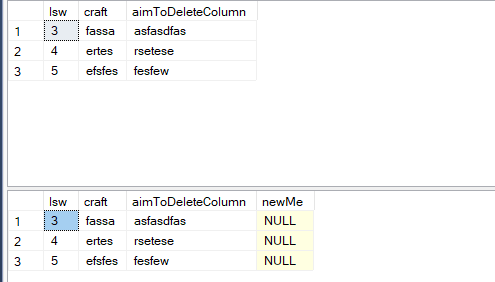 lsw craft aimToDeleteColumn
1 3 fassa asfasdfas
2 4 ertes rsetese
3 5 efsfes fesfew
lsw craft aimToDeleteColumn newMe
1 3 fassa asfasdfas NULL
2 4 ertes rsetese NULL
3 5 efsfes fesfew NULL